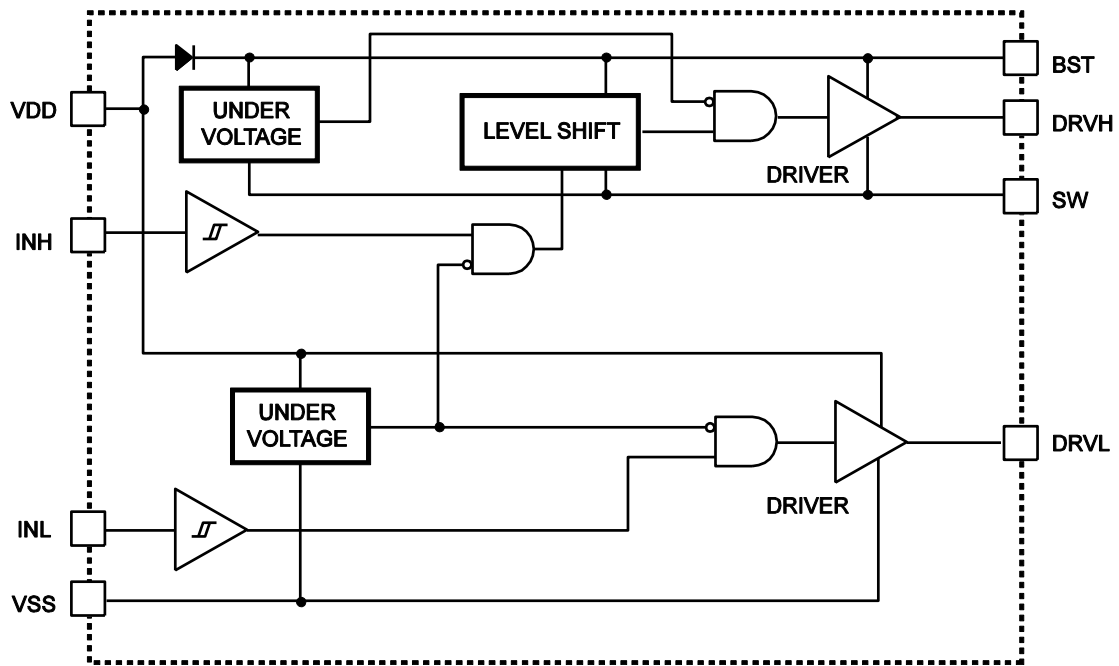 BST
VDD
UNDER
VOLTAGE
LEVEL SHIFT
DRVH
DRIVER
SW
INH
UNDER
VOLTAGE
DRVL
DRIVER
INL
VSS